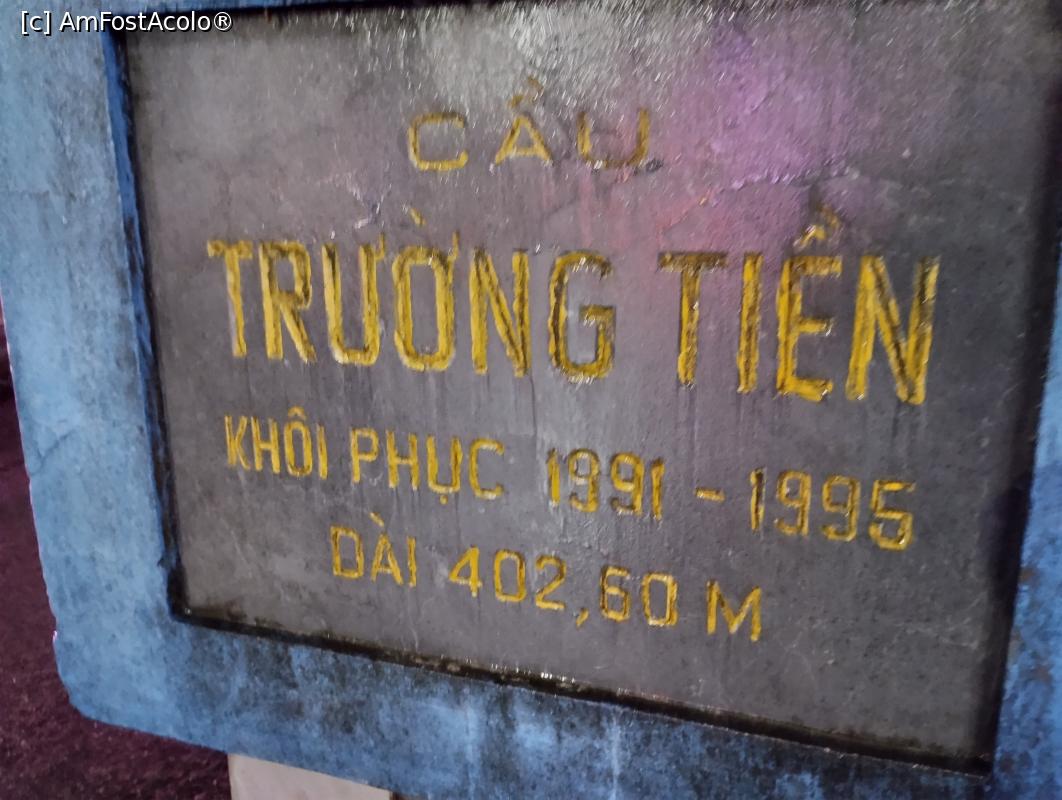 [c] AmFostAcolo®
CẦU
TRƯỜNG TIỀN
KHÔI PHỤC 1991 - 1995
DÀI 402,60 M